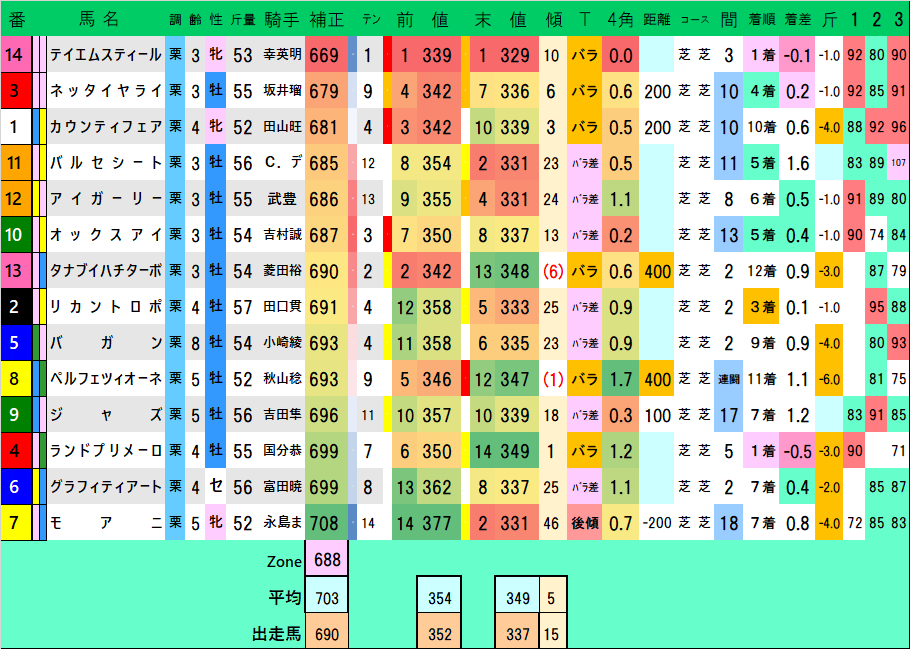 番 馬名 調 齢 性 斤量 騎手 補正 テン 前 値 末 値 傾 T 4角 距離 コース 間 着順 着差 斤 1 2 3
14 テイエムスティール 栗 3 牝 53 幸英明 669 1 1 339 1 329 10 バラ 0.0 芝 芝 3 1着 -0.1 -1.0 92 80 90
3 ネッタイヤライ 栗 3 牡 55 坂井瑠 679 9 4 342 7 336 6 バラ 0.6 200 芝 芝 10 4着 0.2 -1.0 92 85 91
1 カウンティフェア 栗 4 牝 52 田山旺 681 4 3 342 10 339 3 バラ 0.5 200 芝 芝 10 10着 0.6 -4.0 88 92 96
11 バルセシート 栗 3 牡 56 C.デ 685 12 8 354 2 331 23 バラ差 0.5 芝 芝 11 5着 1.6 83 89 107
12 アイガーリー 栗 3 牡 55 武豊 686 13 9 355 4 331 24 バラ差 1.1 芝 芝 8 6着 0.5 -1.0 91 89 80
10 オックスアイ 栗 3 牡 54 吉村誠 687 3 7 350 8 337 13 バラ差 0.2 芝 芝 13 5着 0.4 -1.0 90 74 84
13 タナブイハチターボ 栗 3 牡 54 菱田裕 690 2 2 342 13 348 (6) バラ 0.6 400 芝 芝 2 12着 0.9 -3.0 87 79
2 リカントロポ 栗 4 牡 57 田口貫 691 4 12 358 5 333 25 バラ差 0.9 芝 芝 2 3着 0.1 -1.0 95 88
5 バガン 栗 8 牡 54 小崎綾 693 4 11 358 6 335 23 バラ差 0.9 芝 芝 2 9着 0.9 -4.0 80 93
8 ペルフェツィオーネ 栗 5 牡 52 秋山稔 693 9 5 346 12 347 (1) バラ 1.7 400 芝 芝 連闘 11着 1.1 -6.0 81 75
9 ジャズ 栗 5 牡 56 吉田隼 696 11 10 357 10 339 18 バラ差 0.3 100 芝 芝 17 7着 1.2 83 91 85
4 ランドプリメーロ 栗 4 牡 55 国分恭 699 7 6 350 14 349 1 バラ 1.2 芝 芝 5 1着 -0.5 -3.0 90 71
6 グラフィティアート 栗 4 セ 56 富田暁 699 8 13 362 8 337 25 バラ差 1.1 芝 芝 2 7着 0.4 -2.0 85 87
7 モアニ 栗 5 牝 52 永島ま 708 14 14 377 2 331 46 後傾 0.7 -200 芝 芝 18 7着 0.8 -4.0 72 85 83
Zone 688
平均 703 354 349 5
出走馬 690 352 337 15